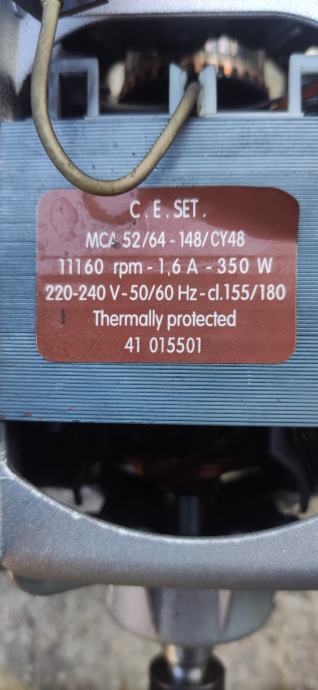 C . E . SET .
MCA 52/64 - 148/CY48
11160 rpm - 1,6 A - 350 W
220-240 V - 50/60 Hz - cl.155/180
Thermally protected
41 015501